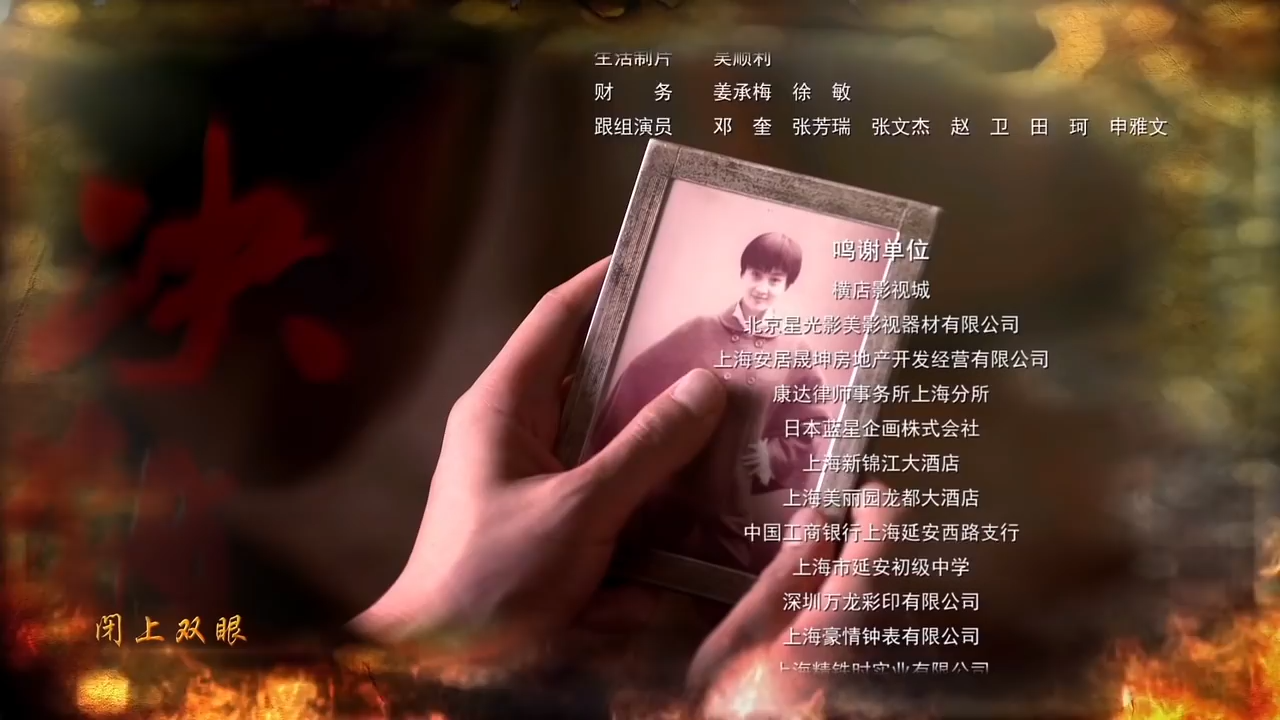 生活制片 吴顺利
财 务 姜承梅 徐 敏
跟组演员 邓 奎 张芳瑞 张文杰 赵 卫 田 珂 申雅文
鸣谢单位
横店影视城
北京星光影美影视器材有限公司
上海安居晟坤房地产开发经营有限公司
康达律师事务所上海分所
日本蓝星企画株式会社
上海新锦江大酒店
上海美丽园龙都大酒店
中国工商银行上海延安西路支行
上海市延安初级中学
深圳万龙彩印有限公司
上海豪情钟表有限公司
闭上双眼